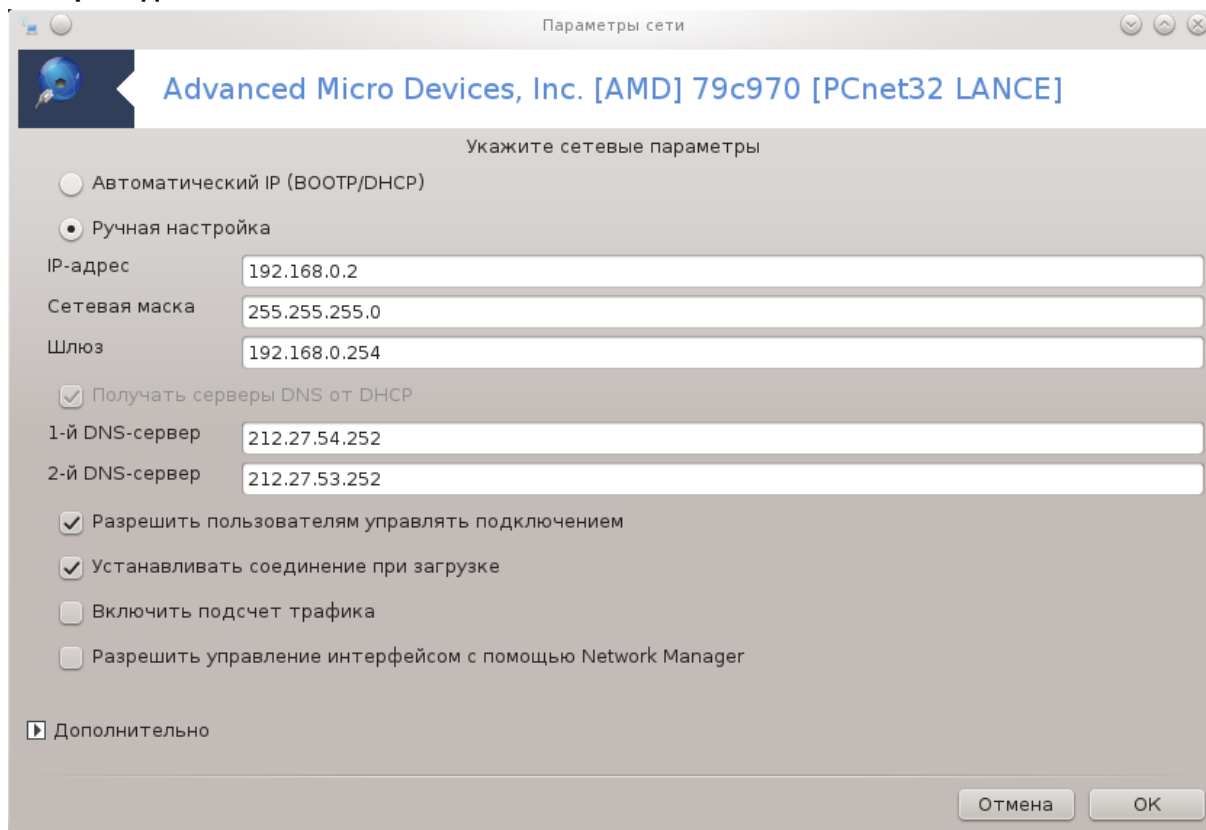 Параметры сети
Advanced Micro Devices, Inc. [AMD] 79c970 [PCnet32 LANCE]
Укажите сетевые параметры
Автоматический IP (BOOTP/DHCP)
Ручная настройка
IP-адрес 192.168.0.2
Сетевая маска 255.255.255.0
Шлюз 192.168.0.254
Получать серверы DNS от DHCP
1-й DNS-сервер 212.27.54.252
2-й DNS-сервер 212.27.53.252
Разрешить пользователям управлять подключением
Устанавливать соединение при загрузке
Включить подсчет трафика
Разрешить управление интерфейсом с помощью Network Manager
Дополнительно
Отмена OK